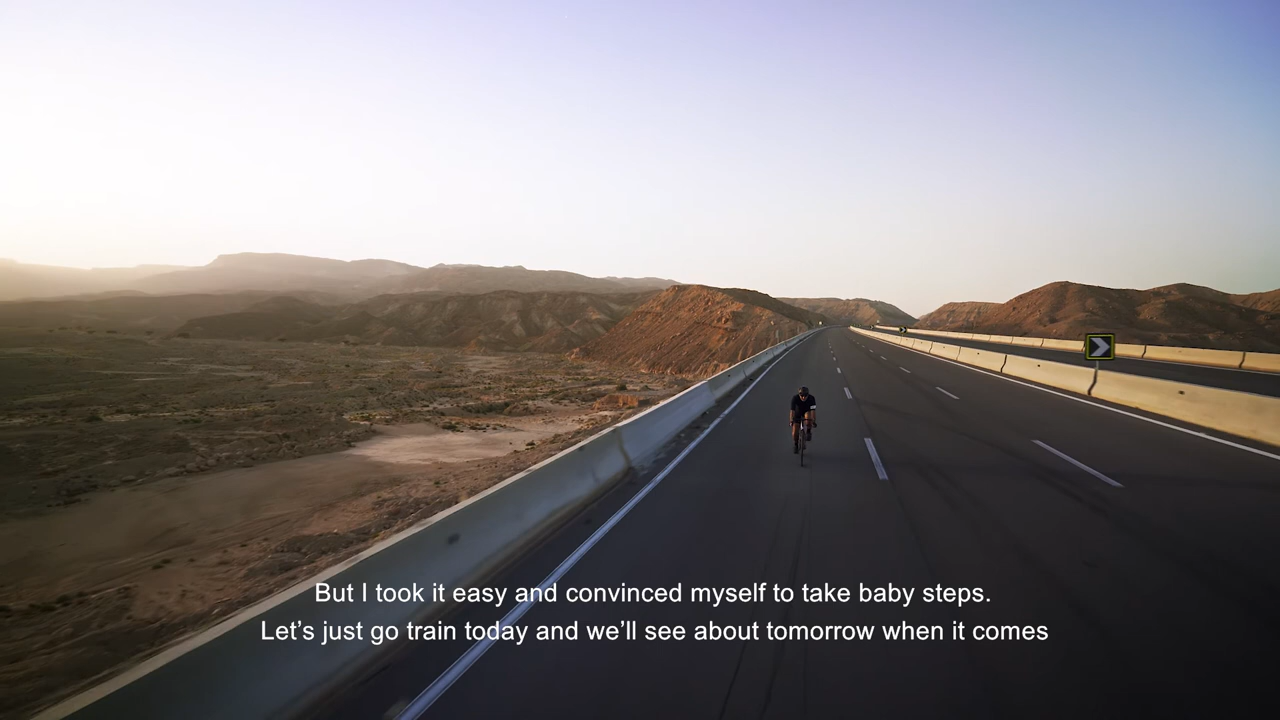 But I took it easy and convinced myself to take baby steps.
Let’s just go train today and we’ll see about tomorrow when it comes